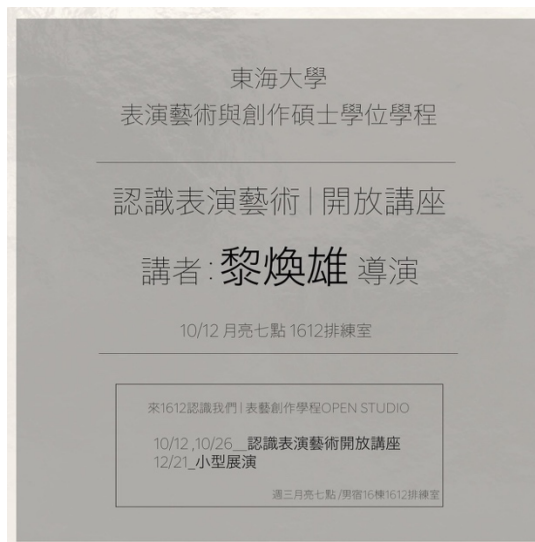 東海大學
表演藝術與創作碩士學位學程
認識表演藝術 | 開放講座
講者:黎煥雄 導演
10/12 月亮七點 1612排練室
來1612認識我們 | 表藝創作學程OPEN STUDIO
10/12 ,10/26__認識表演藝術開放講座
12/21_小型展演
週三月亮七點 /男宿16棟1612排練室